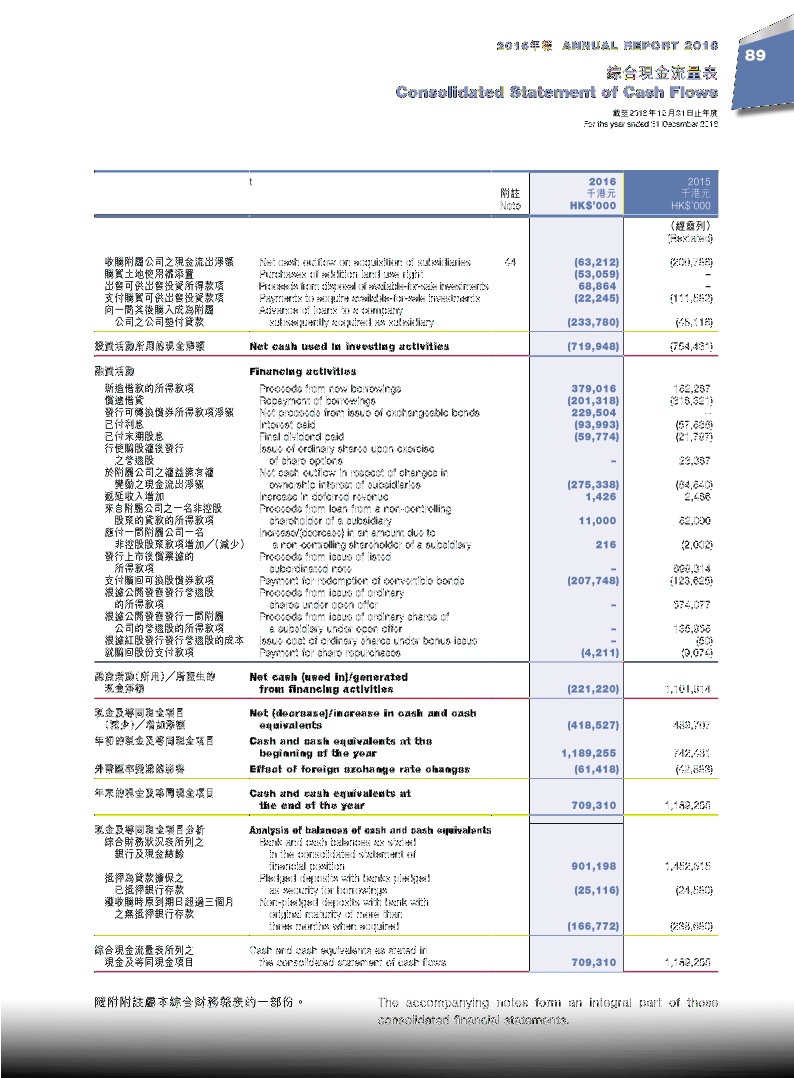 2016年報 ANNUAL REPORT 2016
89
綜合現金流量表
Consolidated Statement of Cash Flows
截至2016年12月31日止年度
For the year ended 31 December 2016
t 2016 2015
附註 千港元 千港元
Note HK$'000 HK$'000
(經重列)
(Restated)
收購附屬公司之現金流出淨額 Net cash outflow on acquisition of subsidiaries 44 (63,212)
購買土地使用權添置 Purchases of addition land use right (53,059) –
出售可供出售投資所得款項 Proceeds from disposal of available-for-sale investments 68,864 –
支付購買可供出售投資款項 Payments to acquire available-for-sale investments (22,245)
向一間其後購入成為附屬 Advance of loans to a company
公司之公司墊付貸款 subsequently acquired as subsidiary (233,780)
投資活動所用的現金淨額 Net cash used in investing activities (719,948)
融資活動 Financing activities
新造借款的所得款項 Proceeds from new borrowings 379,016
償還借貸 Repayment of borrowings (201,318)
發行可轉換債券所得款項淨額 Net proceeds from issue of exchangeable bonds 229,504 –
已付利息 Interest paid (93,993)
已付末期股息 Final dividend paid (59,774)
行使購股權後發行 Issue of ordinary shares upon exercise
之普通股 of share options –
於附屬公司之權益擁有權 Net cash outflow in respect of changes in
變動之現金流出淨額 ownership interest of subsidiaries (275,338)
遞延收入增加 Increase in deferred revenue 1,426
來自附屬公司之一名非控股 Proceeds from loan from a non-controlling
股東的貸款的所得款項 shareholder of a subsidiary 11,000
應付一間附屬公司一名 Increase/(decrease) in an amount due to
非控股股東款項增加/(減少) a non-controlling shareholder of a subsidiary 216 (2,002)
發行上市後償票據的 Proceeds from issue of listed
所得款項 subordinated note –
支付贖回可換股債券款項 Payment for redemption of convertible bonds (207,748)
根據公開發售發行普通股 Proceeds from issue of ordinary
的所得款項 shares under open offer –
根據公開發售發行一間附屬 Proceeds from issue of ordinary shares of
公司的普通股的所得款項 a subsidiary under open offer –
根據紅股發行發行普通股的成本 Issue cost of ordinary shares under bonus issue –
就購回股份支付款項 Payment for share repurchases (4,211)
融資活動(所用)/所產生的 Net cash (used in)/generated
現金淨額 from financing activities (221,220)
現金及等同現金項目 Net (decrease)/increase in cash and cash
(減少)/增加淨額 equivalents (418,527) 489,707
年初的現金及等同現金項目 Cash and cash equivalents at the
beginning of the year 1,189,255 742,431
外幣匯率變動的影響 Effect of foreign exchange rate changes (61,418) (42,883)
年末的現金及等同現金項目 Cash and cash equivalents at
the end of the year 709,310 1,189,255
現金及等同現金項目分析 Analysis of balances of cash and cash equivalents
綜合財務狀況表所列之 Bank and cash balances as stated
銀行及現金結餘 in the consolidated statement of
financial position 901,198 1,452,515
抵押為貸款擔保之 Pledged deposits with banks pledged
已抵押銀行存款 as security for borrowings (25,116) (24,580)
獲收購時原到期日超過三個月 Non-pledged deposits with bank with
之無抵押銀行存款 original maturity of more than
three months when acquired (166,772) (238,680)
綜合現金流量表所列之 Cash and cash equivalents as stated in
現金及等同現金項目 the consolidated statement of cash flows 709,310 1,189,255
隨附附註屬本綜合財務報表的一部份。
The accompanying notes form an integral part of these
consolidated financial statements.